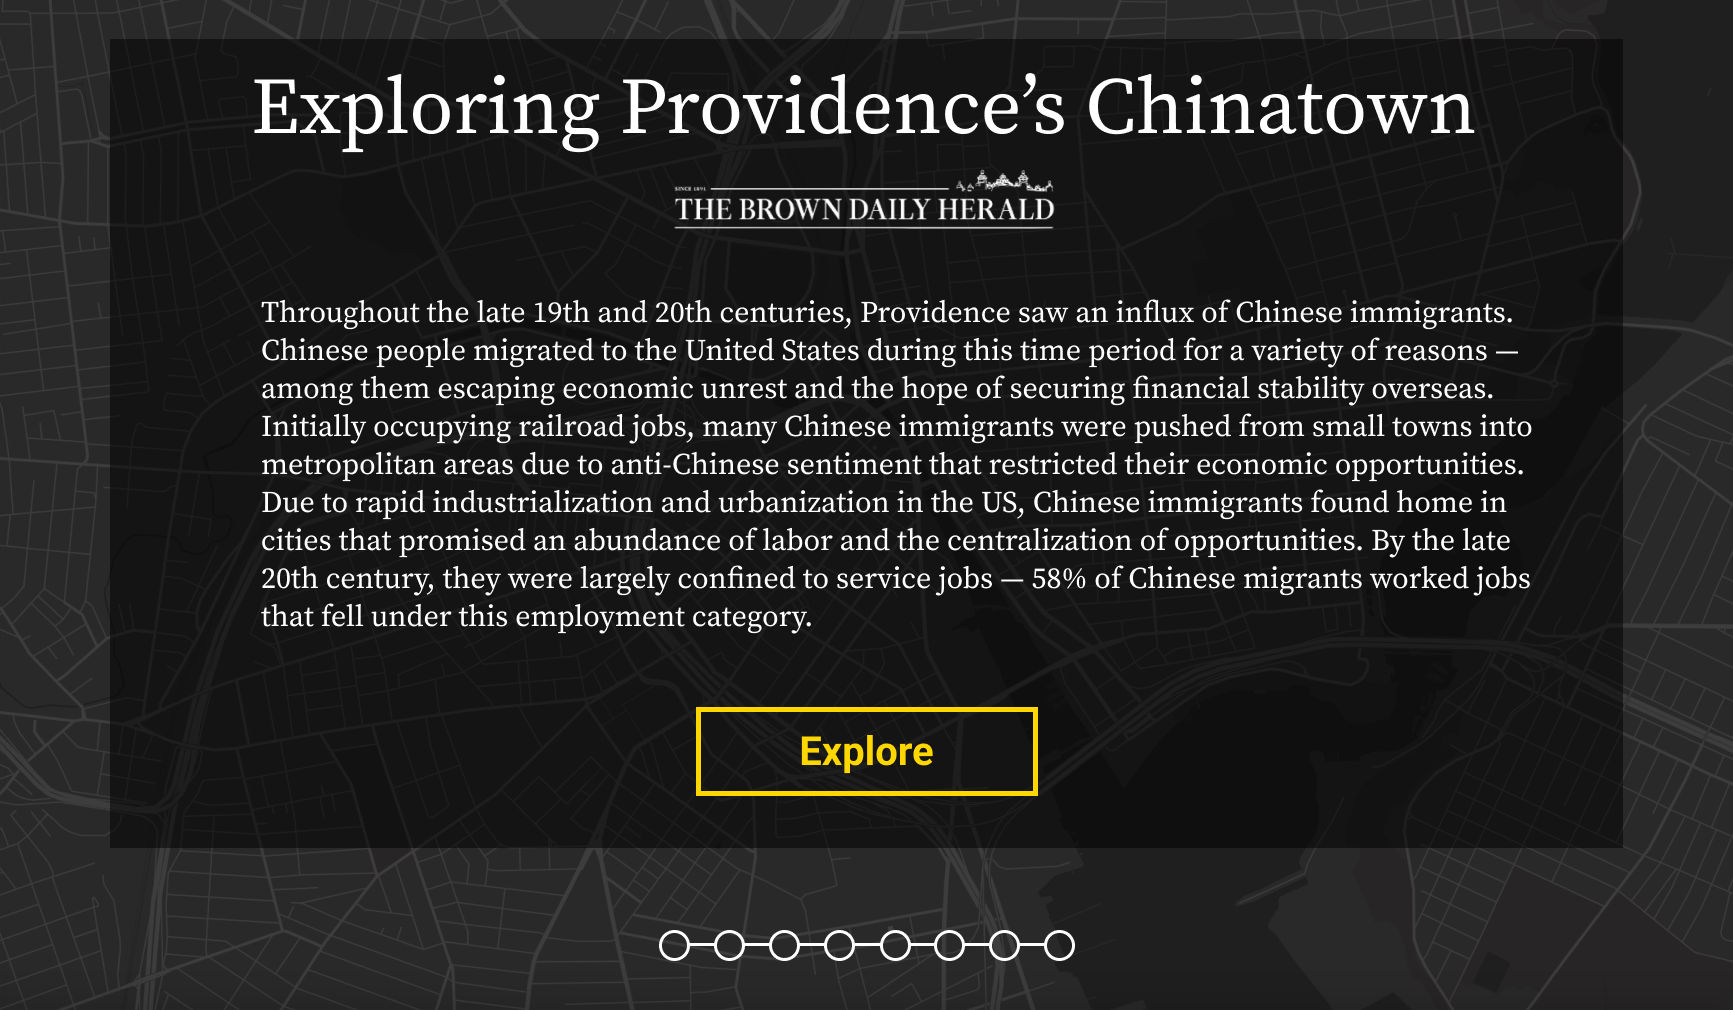 Exploring Providence’s Chinatown
SINCE 1891
THE BROWN DAILY HERALD
Throughout the late 19th and 20th centuries, Providence saw an influx of Chinese immigrants.
Chinese people migrated to the United States during this time period for a variety of reasons —
among them escaping economic unrest and the hope of securing financial stability overseas.
Initially occupying railroad jobs, many Chinese immigrants were pushed from small towns into
metropolitan areas due to anti-Chinese sentiment that restricted their economic opportunities.
Due to rapid industrialization and urbanization in the US, Chinese immigrants found home in
cities that promised an abundance of labor and the centralization of opportunities. By the late
20th century, they were largely confined to service jobs — 58% of Chinese migrants worked jobs
that fell under this employment category.
Explore